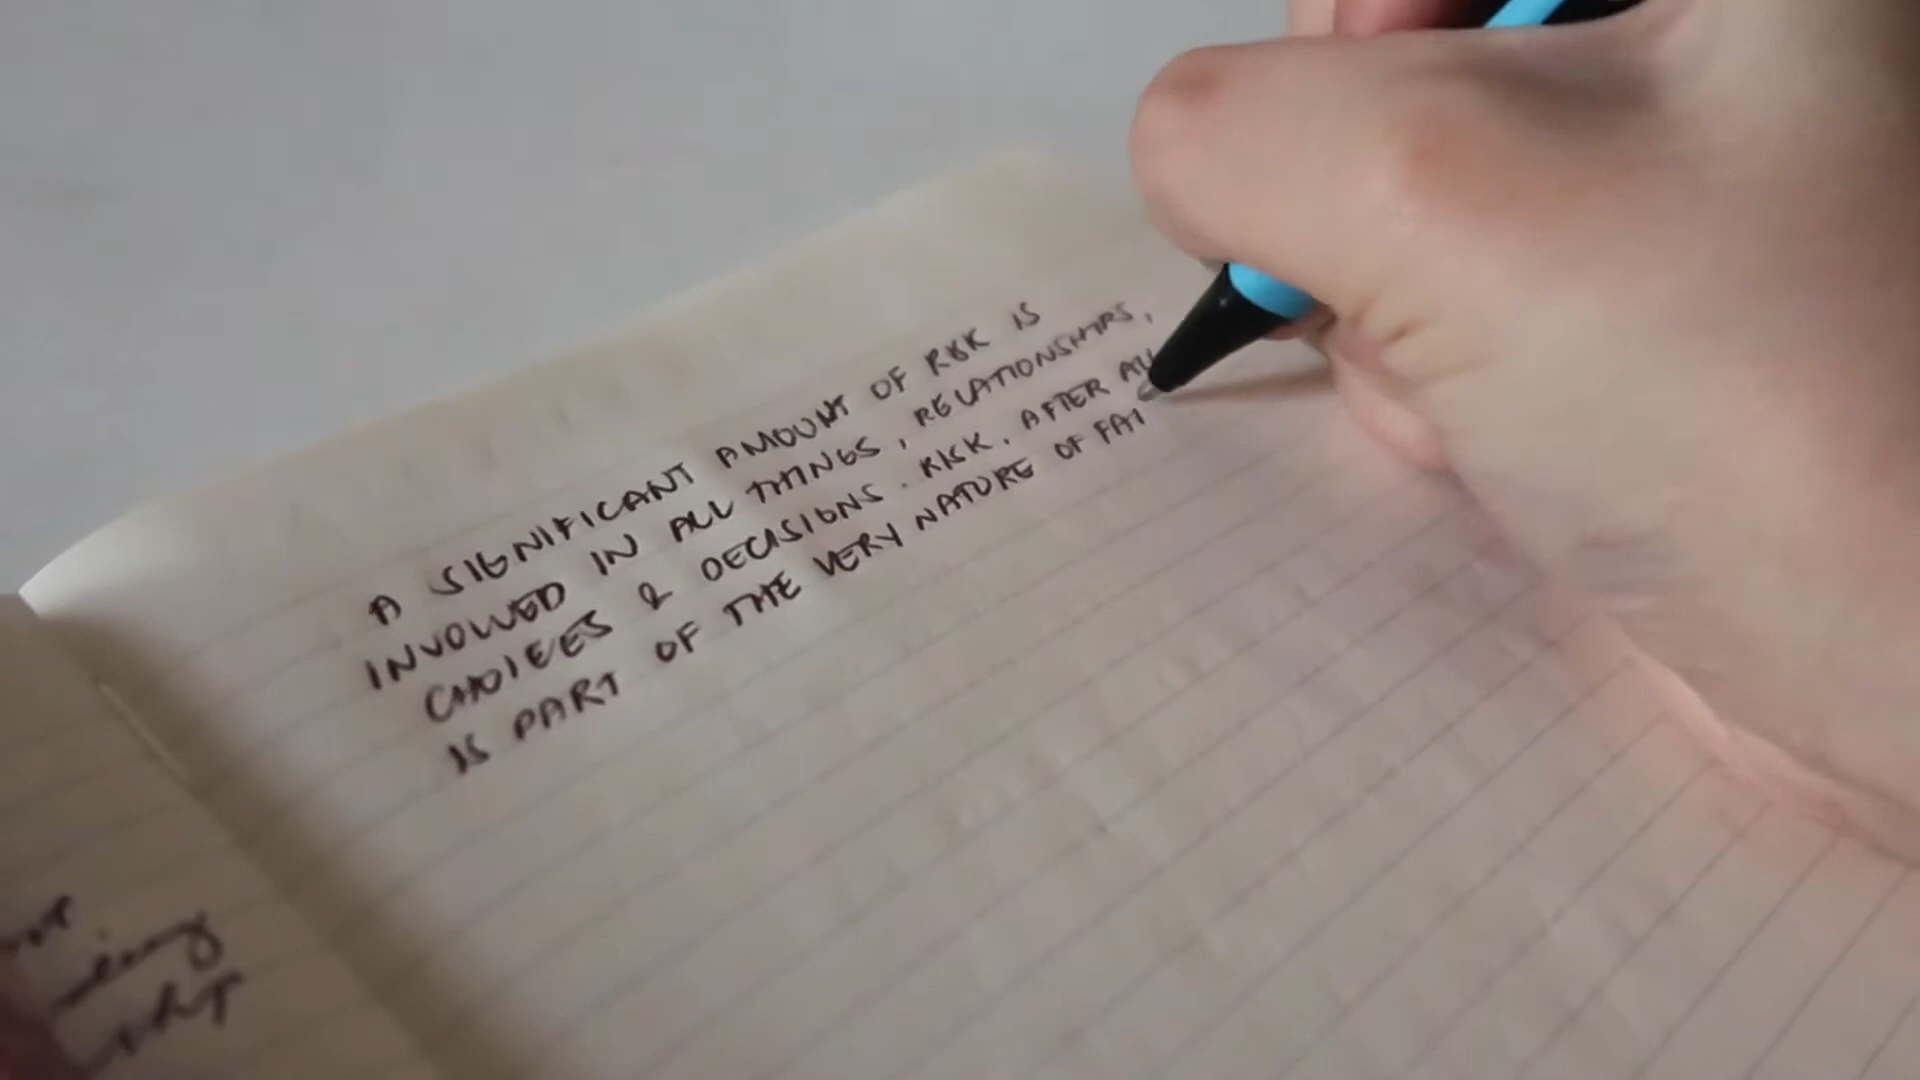 A SIGNIFICANT AMOUNT OF RISK IS
INVOLVED IN ALL THINGS, RELATIONSHIPS,
CHOICES & DECISIONS. RISK, AFTER ALL
IS PART OF THE VERY NATURE OF FAI